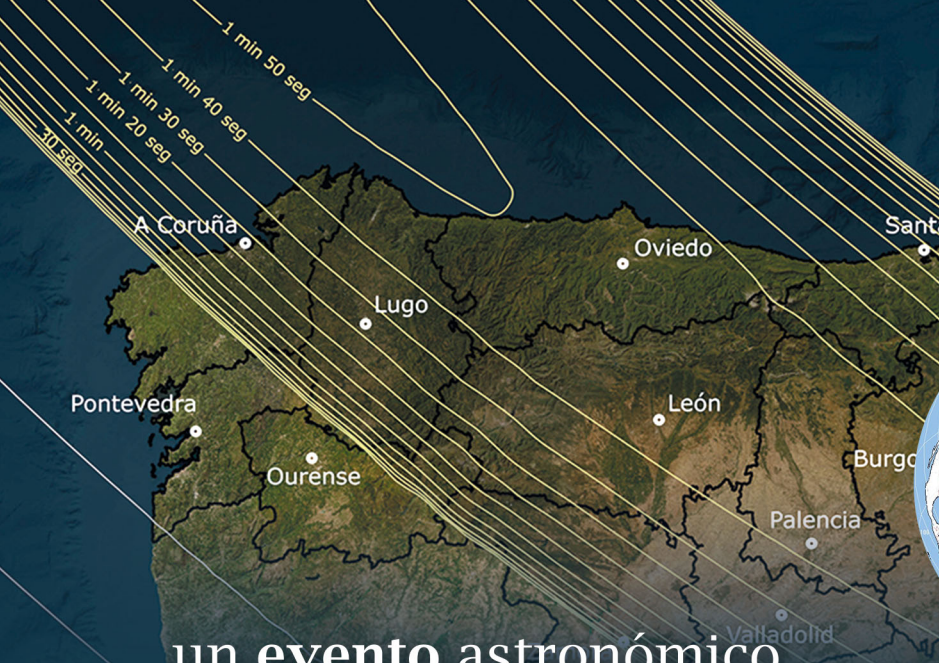 1 min 50 seg
1 min 40 seg
1 min 30 seg
1 min 20 seg
1 min
30 seg
A Coruña
Sant
Oviedo
Lugo
Pontevedra
León
Burgo
Ourense
Palencia
Valladolid
un evento astronómico